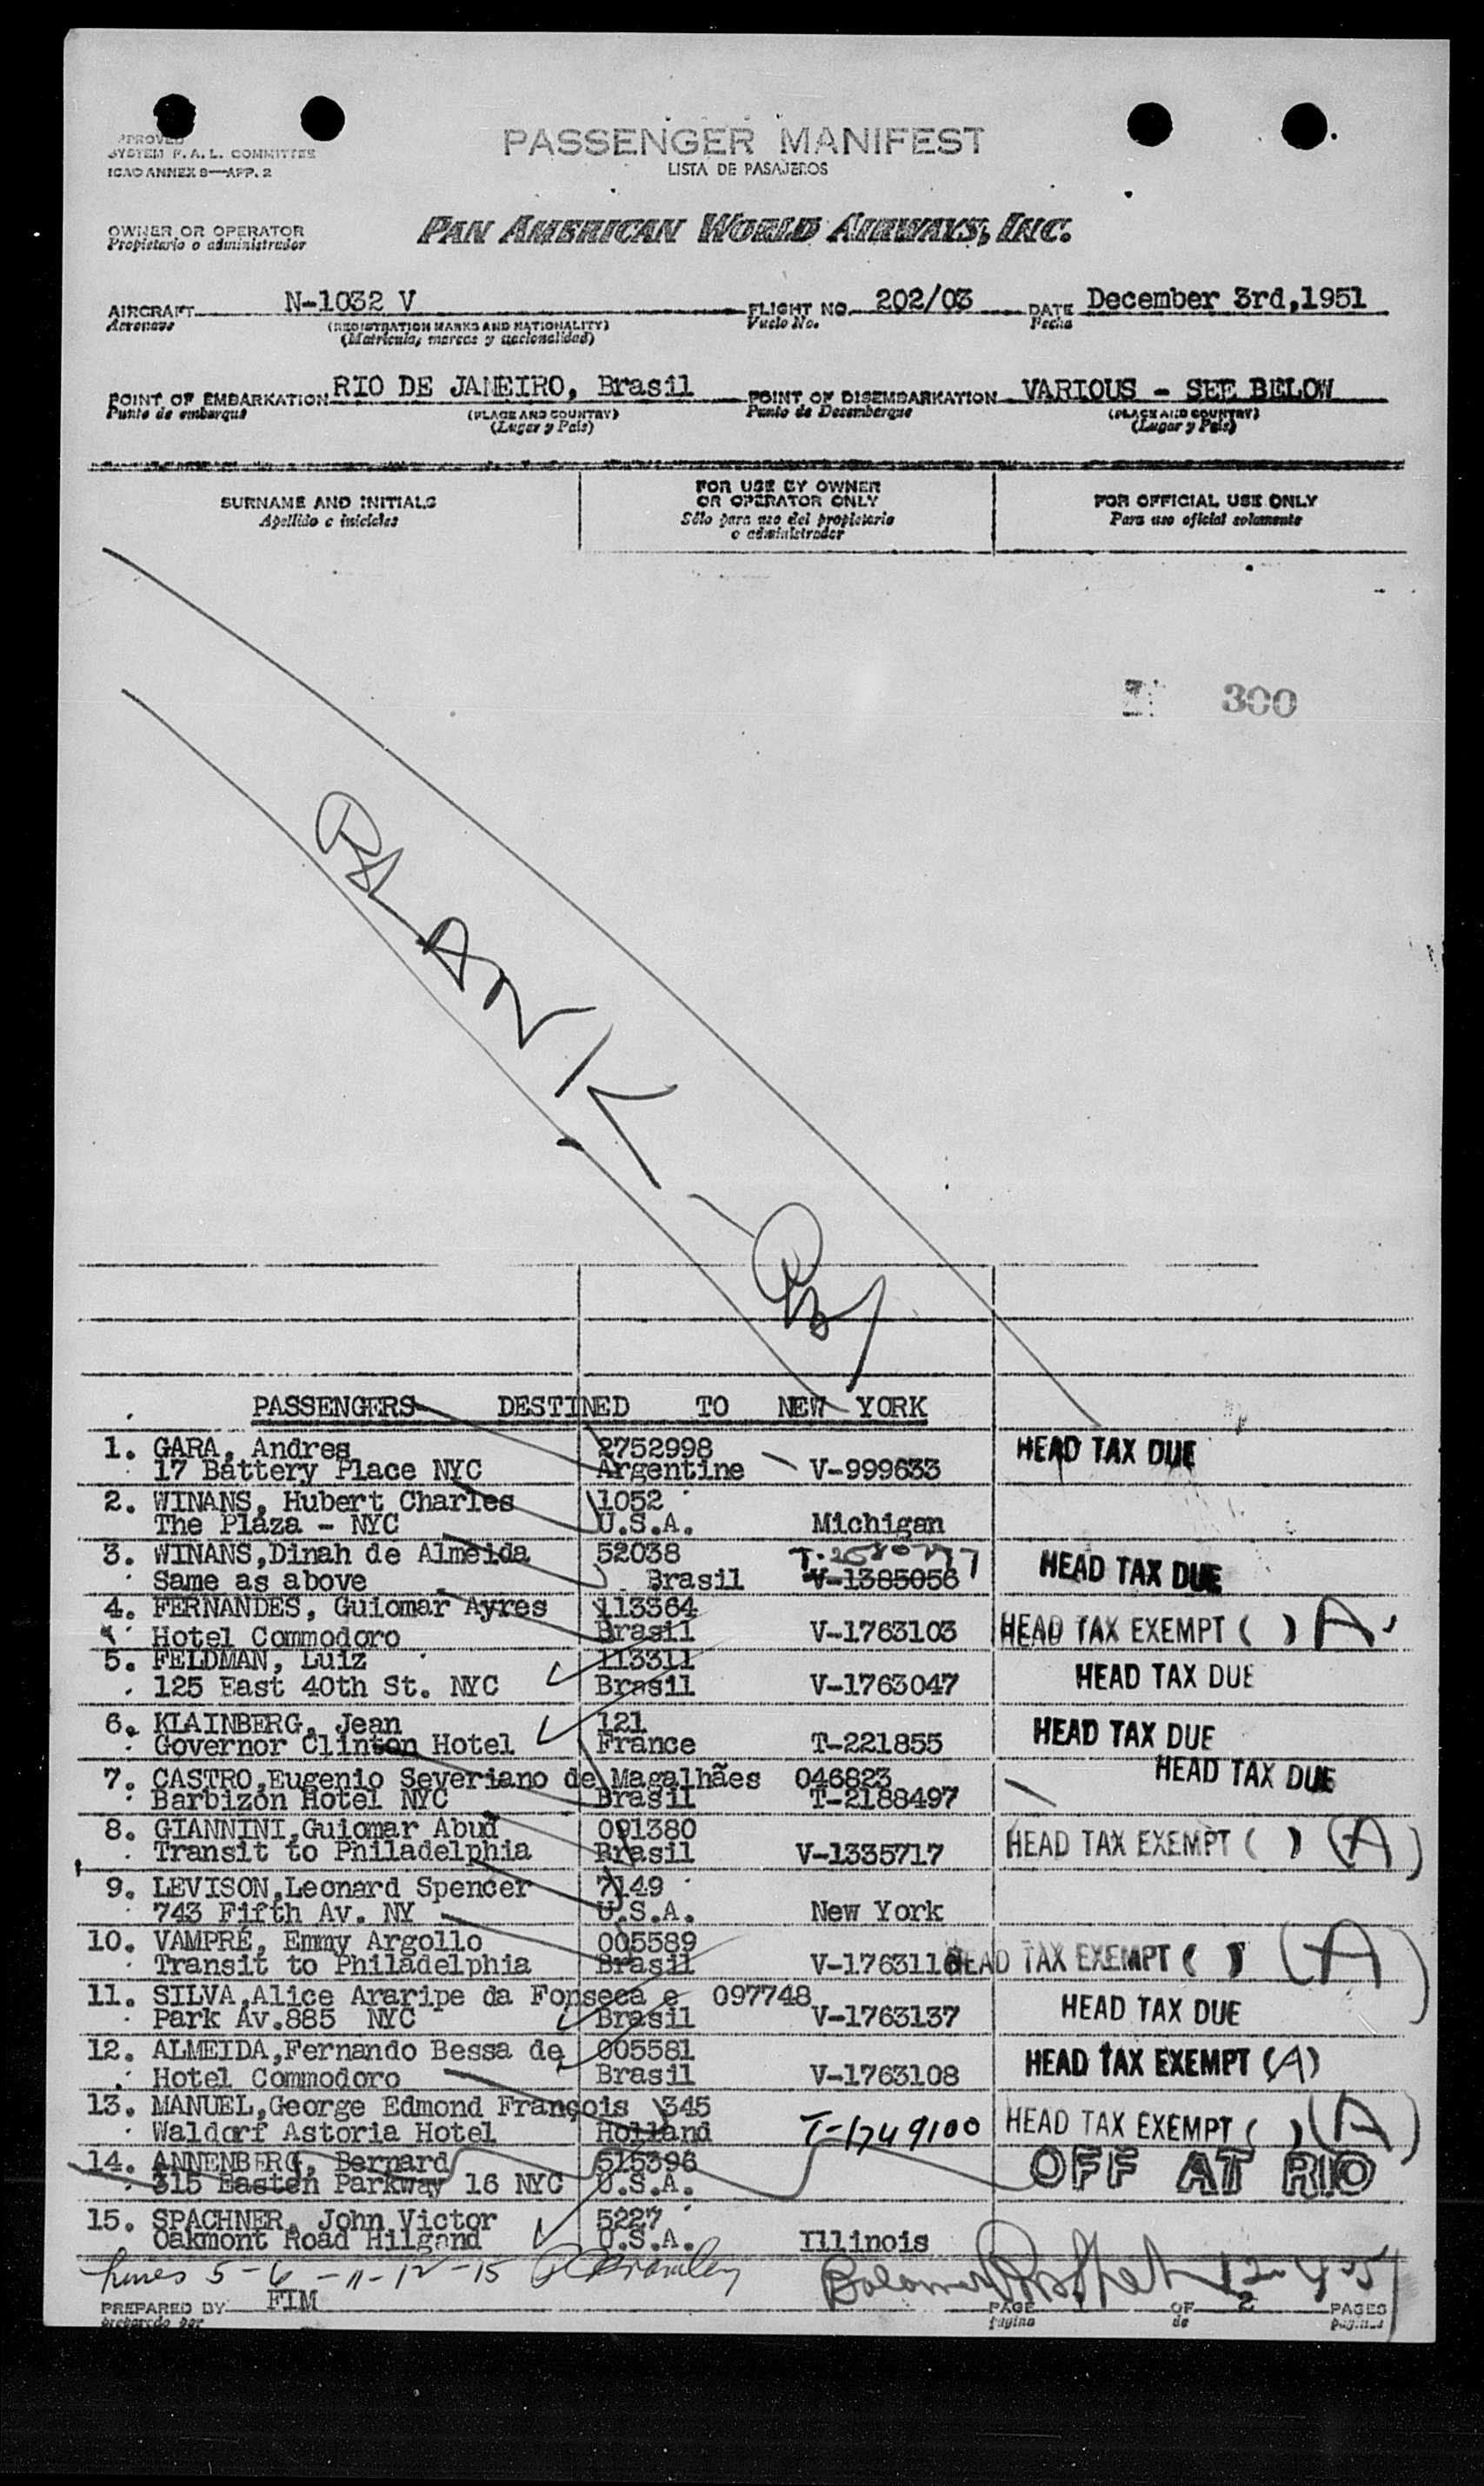 PASSENGER MANIFEST
LISTA DE PASAJEROS
SYSTEM F.A.L. COMMITTEE
ICAO ANNEX 9—APP. 2
OWNER OR OPERATOR
Propietario o administrador
PAN AMERICAN WORLD AIRWAYS, INC.
AIRCRAFT N-1032 V FLIGHT NO. 202/03 DATE December 3rd,1951
Aeronave (REGISTRATION MARKS AND NATIONALITY) Vuelo No. Fecha
(Matricula, marcas y nacionalidad)
POINT OF EMBARKATION RIO DE JANEIRO, Brasil POINT OF DISEMBARKATION VARIOUS - SEE BELOW
Punto de embarque (PLACE AND COUNTRY) Punto de Desembarque (PLACE AND COUNTRY)
(Lugar y Pais) (Lugar y Pais)
SURNAME AND INITIALS FOR USE BY OWNER OR OPERATOR ONLY FOR OFFICIAL USE ONLY
Apellido e iniciales Sólo para uso del propietario o administrador Para uso oficial solamente
300
BLANK
PASSENGERS DESTINED TO NEW YORK
1. GARA, Andres 2752998 HEAD TAX DUE
17 Battery Place NYC Argentine V-999633
2. WINANS, Hubert Charles 1052
The Plaza - NYC U.S.A. Michigan
3. WINANS,Dinah de Almeida 52038 HEAD TAX DUE
Same as above Brasil V-1385056
4. FERNANDES, Guiomar Ayres 113364
Hotel Commodoro Brasil V-1763103 HEAD TAX EXEMPT ( ) A
5. FELDMAN, Luiz 113311
125 East 40th St. NYC Brasil V-1763047 HEAD TAX DUE
6. KLAINBERG, Jean 121
Governor Clinton Hotel France T-221855 HEAD TAX DUE
7. CASTRO,Eugenio Severiano de Magalhães 046823 HEAD TAX DUE
Barbizon Hotel NYC Brasil T-2188497
8. GIANNINI,Guiomar Abud 091380
Transit to Philadelphia Brasil V-1335717 HEAD TAX EXEMPT ( ) (A)
9. LEVISON,Leonard Spencer 7149
743 Fifth Av. NY U.S.A. New York
10. VAMPRÉ, Emmy Argollo 005589
Transit to Philadelphia Brasil V-1763110 HEAD TAX EXEMPT ( ) (A)
11. SILVA,Alice Araripe da Fonseca e 097748
Park Av.885 NYC Brasil V-1763137 HEAD TAX DUE
12. ALMEIDA,Fernando Bessa de 005581
Hotel Commodoro Brasil V-1763108 HEAD TAX EXEMPT (A)
13. MANUEL,George Edmond François 345
Waldorf Astoria Hotel Holland T-1749100 HEAD TAX EXEMPT ( ) (A)
14. ANNENBERG, Bernard 515396 OFF AT RIO
315 Easten Parkway 16 NYC U.S.A.
15. SPACHNER, John Victor 5227
Oakmont Road Hilgand U.S.A. Illinois
Lines 5-6-11-12-15
PREPARED BY FIM PAGE 1 OF 2 PAGES
preparado por Página de páginas